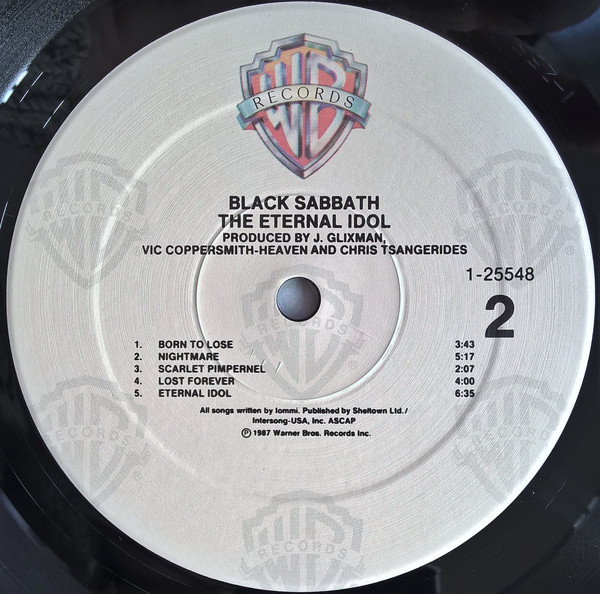 WB
RECORDS
BLACK SABBATH
THE ETERNAL IDOL
PRODUCED BY J. GLIXMAN,
VIC COPPERSMITH-HEAVEN AND CHRIS TSANGERIDES
1-25548
2
1. BORN TO LOSE 3:43
2. NIGHTMARE 5:17
3. SCARLET PIMPERNEL 2:07
4. LOST FOREVER 4:00
5. ETERNAL IDOL 6:35
All songs written by Iommi. Published by Sheltown Ltd./
Intersong-USA, Inc. ASCAP
℗ 1987 Warner Bros. Records Inc.